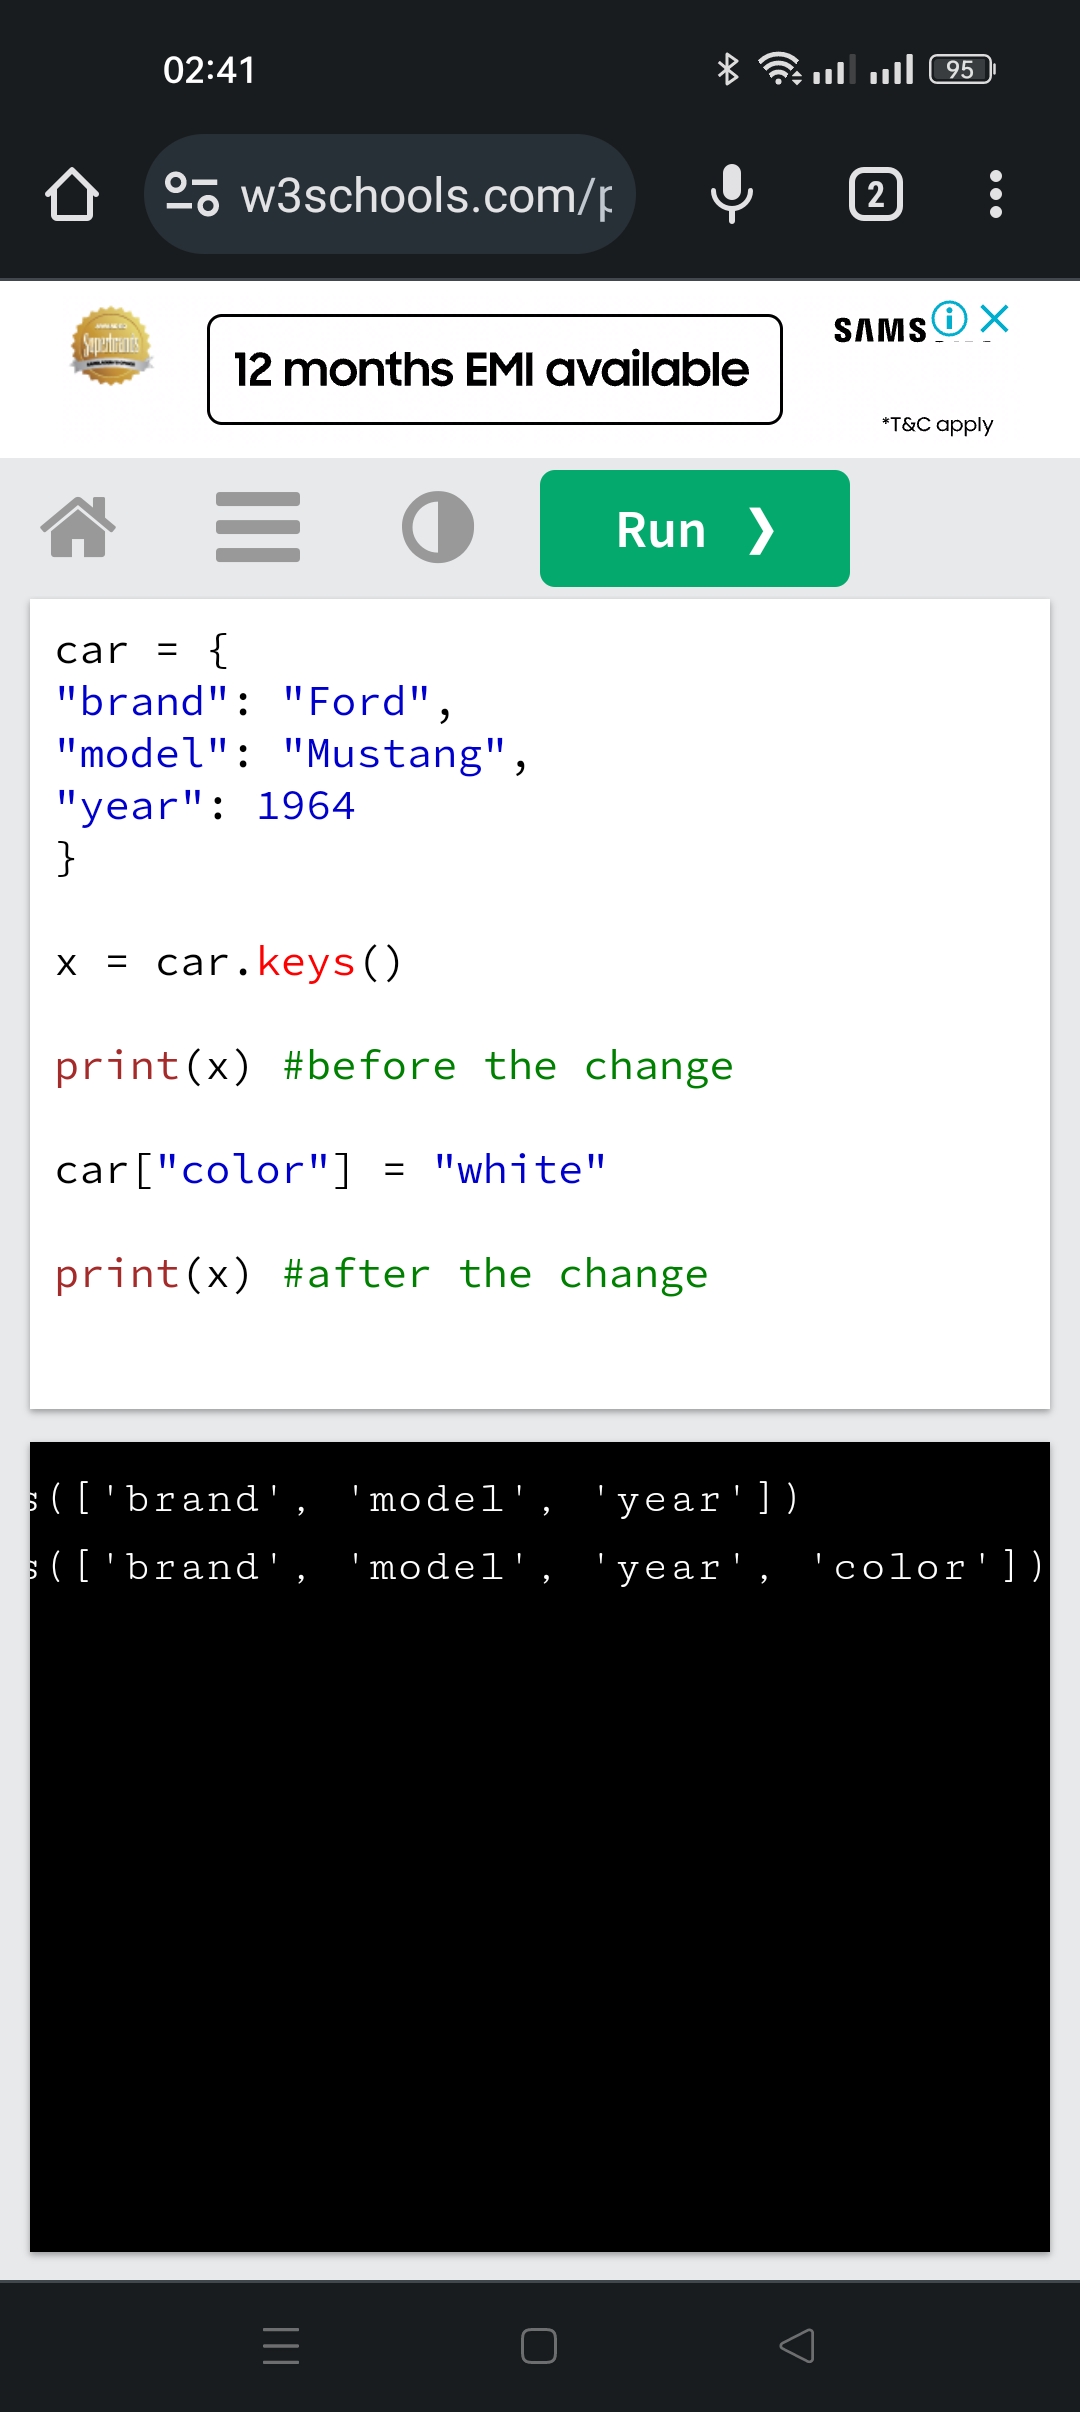 02:41
95
w3schools.com/p
2
Superbrands
12 months EMI available
SAMS
*T&C apply
Run ❯
car = {
"brand": "Ford",
"model": "Mustang",
"year": 1964
}
x = car.keys()
print(x) #before the change
car["color"] = "white"
print(x) #after the change
s(['brand', 'model', 'year'])
s(['brand', 'model', 'year', 'color'])